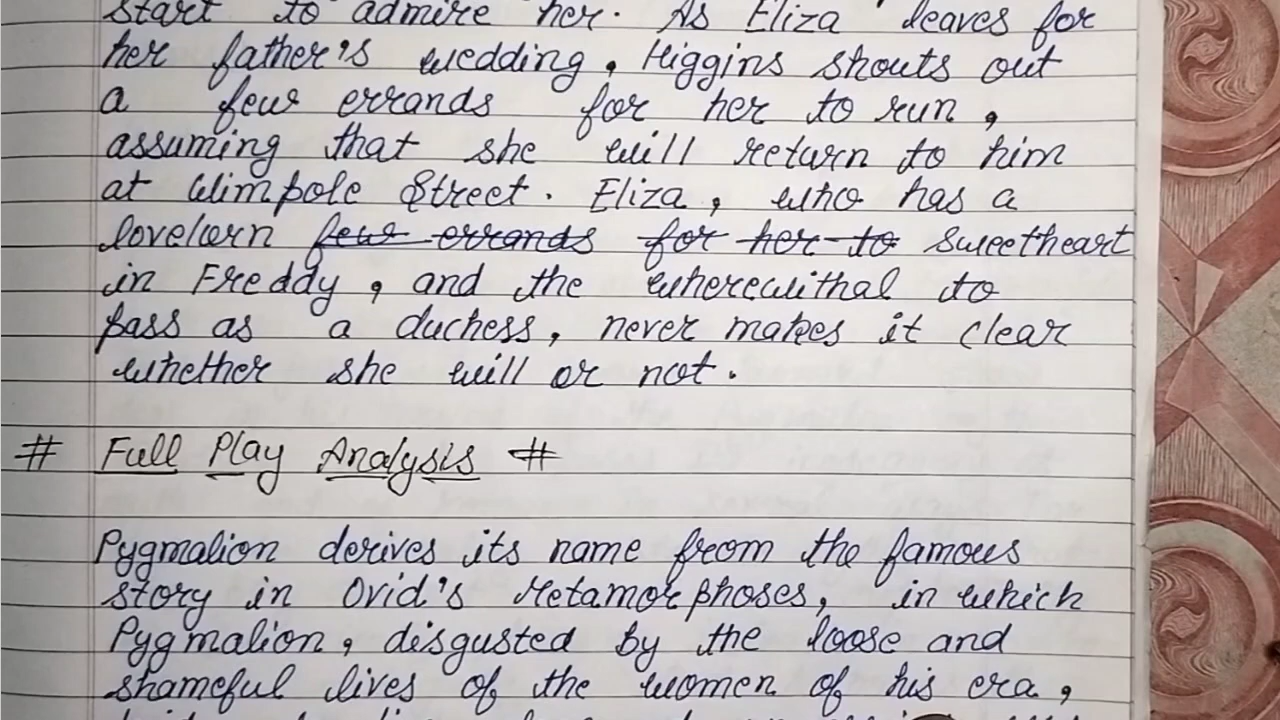 start to admire her. As Eliza leaves for
her father's wedding, Higgins shouts out
a few errands for her to run,
assuming that she will return to him
at Wimpole Street. Eliza, who has a
lovelorn few errands for her to sweetheart
in Freddy, and the wherewithal to
pass as a duchess, never makes it clear
whether she will or not.
# Full Play Analysis #
Pygmalion derives its name from the famous
story in Ovid's Metamorphoses, in which
Pygmalion, disgusted by the loose and
shameful lives of the women of his era,